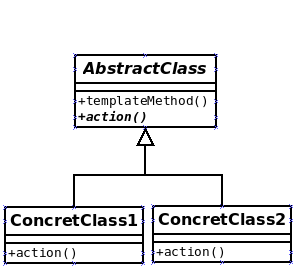 AbstractClass
+templateMethod()
+action()
ConcretClass1
+action()
ConcretClass2
+action()